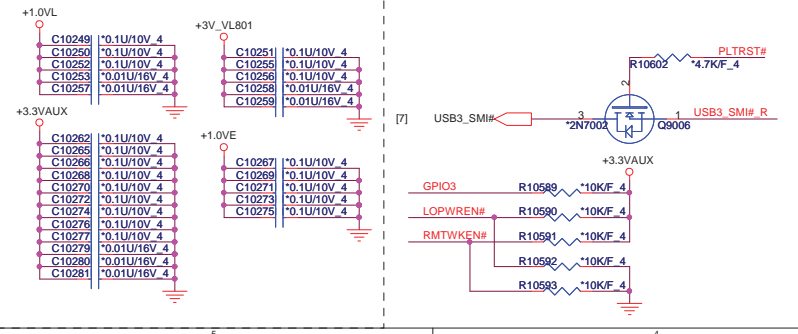 +1.0VL
C10249 *0.1U/10V_4
C10250 *0.1U/10V_4
C10252 *0.1U/10V_4
C10253 *0.01U/16V_4
C10257 *0.01U/16V_4
+3V_VL801
C10251 *0.1U/10V_4
C10255 *0.1U/10V_4
C10256 *0.1U/10V_4
C10258 *0.01U/16V_4
C10259 *0.01U/16V_4
+3.3VAUX
C10262 *0.1U/10V_4
C10265 *0.1U/10V_4
C10266 *0.1U/10V_4
C10268 *0.1U/10V_4
C10270 *0.1U/10V_4
C10272 *0.1U/10V_4
C10274 *0.1U/10V_4
C10276 *0.1U/10V_4
C10277 *0.1U/10V_4
C10279 *0.01U/16V_4
C10280 *0.01U/16V_4
C10281 *0.01U/16V_4
+1.0VE
C10267 *0.1U/10V_4
C10269 *0.1U/10V_4
C10271 *0.1U/10V_4
C10273 *0.1U/10V_4
C10275 *0.1U/10V_4
PLTRST#
R10602 *4.7K/F_4
2
[7] USB3_SMI# 3 1 USB3_SMI#_R
*2N7002 Q9006
+3.3VAUX
GPIO3 R10589 *10K/F_4
LOPWREN# R10590 *10K/F_4
RMTWKEN# R10591 *10K/F_4
R10592 *10K/F_4
R10593 *10K/F_4